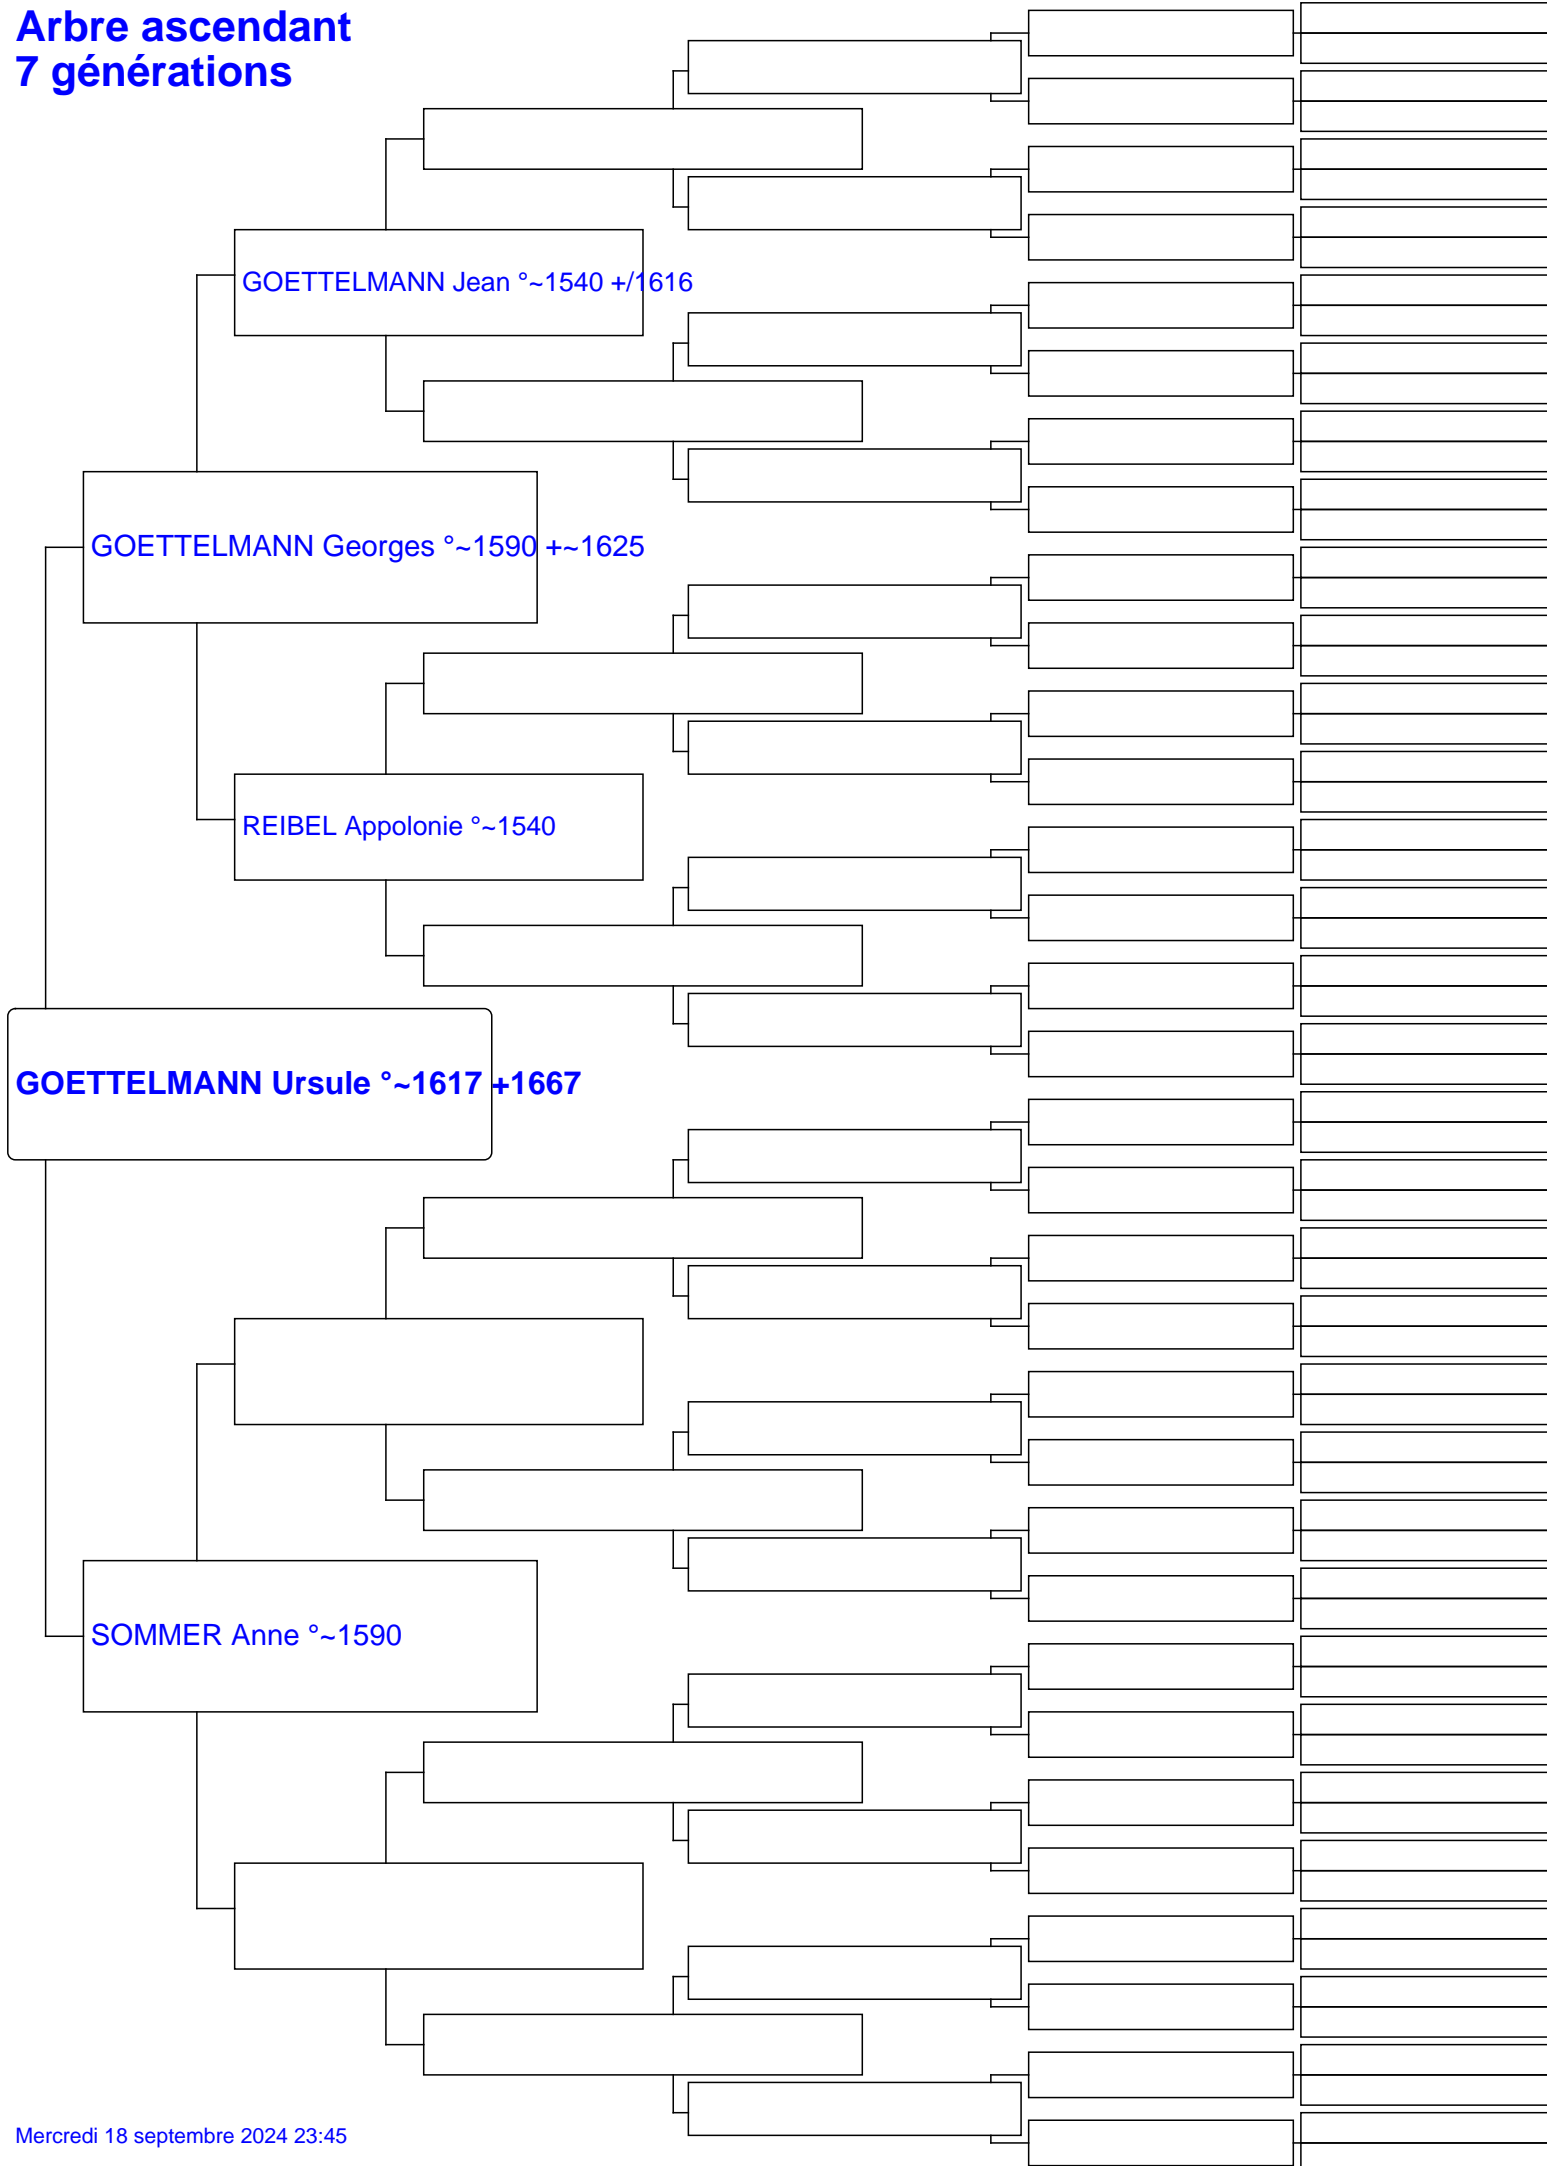 Arbre ascendant
7 générations
GOETTELMANN Jean °~1540 +/1616
GOETTELMANN Georges °~1590 +~1625
REIBEL Appolonie °~1540
GOETTELMANN Ursule °~1617 +1667
SOMMER Anne °~1590
Mercredi 18 septembre 2024 23:45